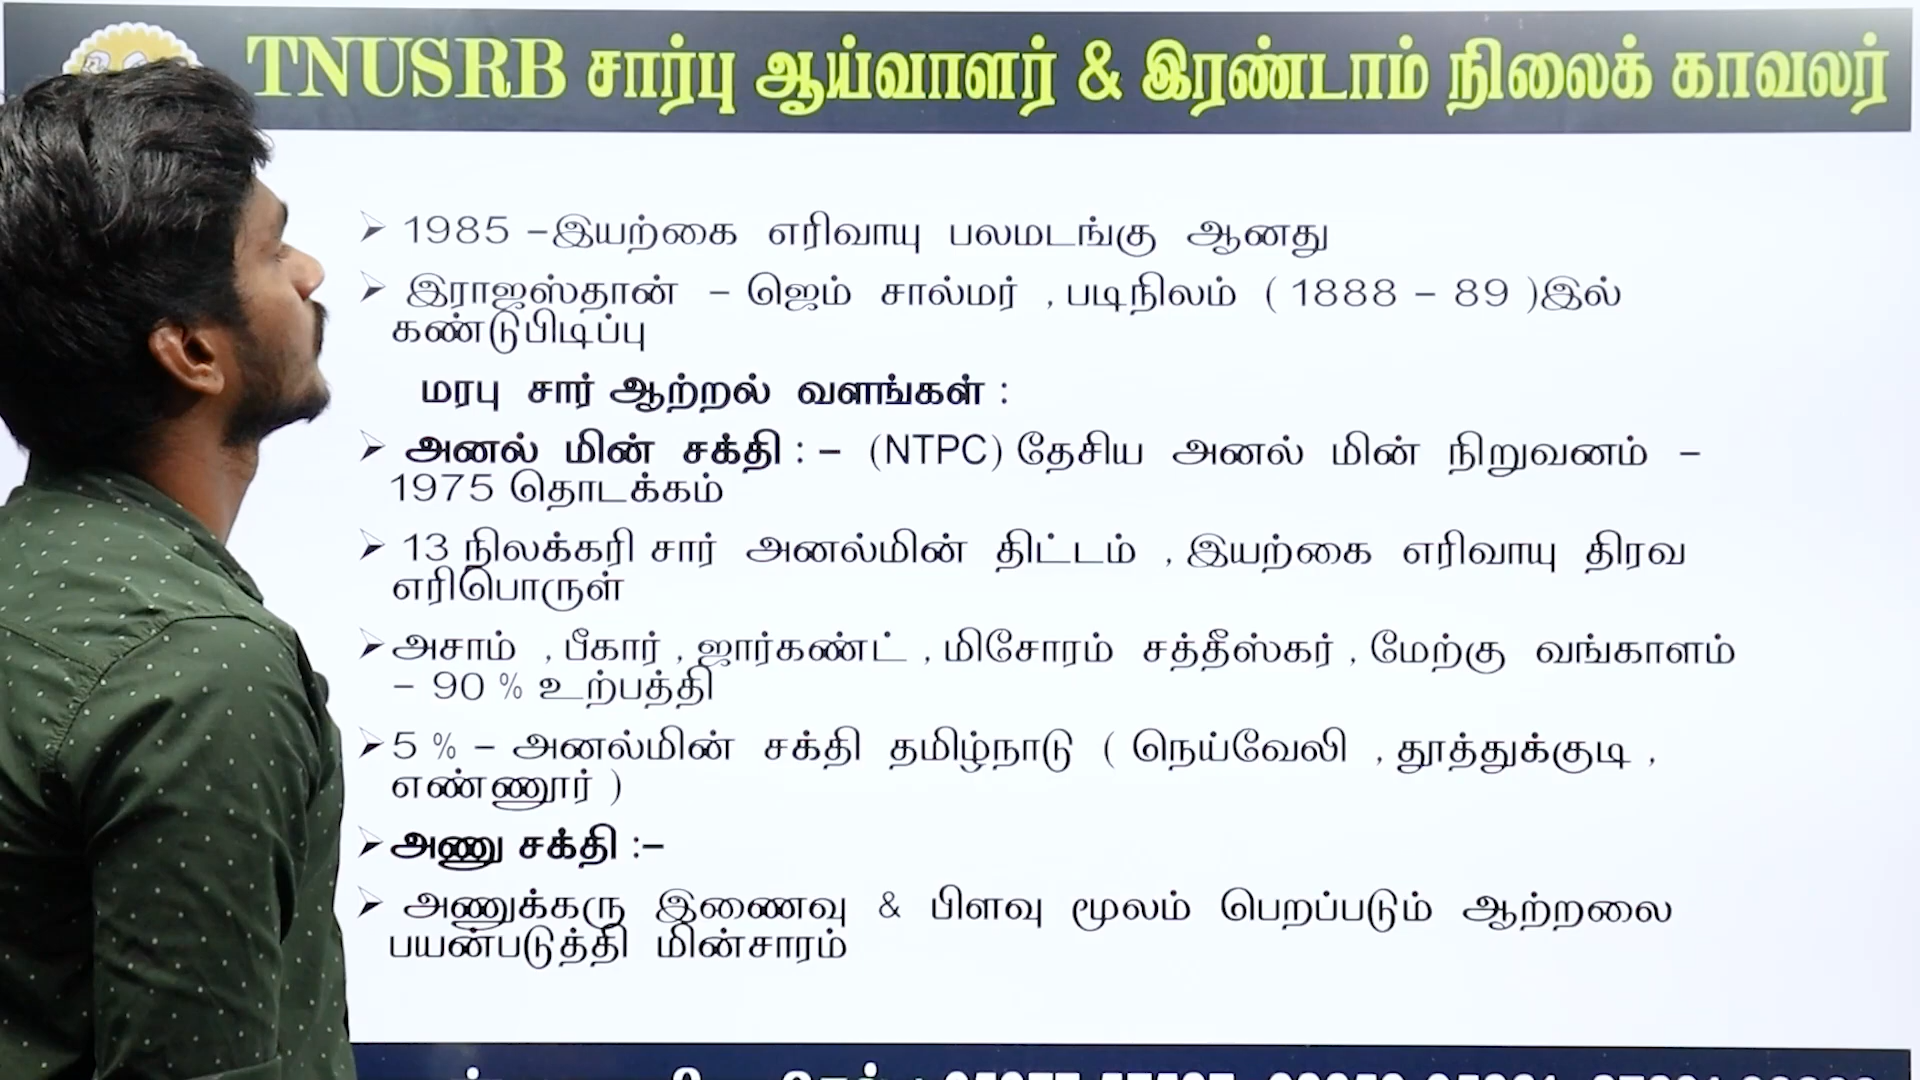 TNUSRB சார்பு ஆய்வாளர் & இரண்டாம் நிலைக் காவலர்
➢ 1985 –இயற்கை எரிவாயு பலமடங்கு ஆனது
➢ இராஜஸ்தான் – ஜெம் சால்மர் , படிநிலம் ( 1888 – 89 )இல்
கண்டுபிடிப்பு
மரபு சார் ஆற்றல் வளங்கள் :
➢ அனல் மின் சக்தி : – (NTPC) தேசிய அனல் மின் நிறுவனம் –
1975 தொடக்கம்
➢ 13 நிலக்கரி சார் அனல்மின் திட்டம் , இயற்கை எரிவாயு திரவ
எரிபொருள்
➢ அசாம் , பீகார் , ஜார்கண்ட் , மிசோரம் சத்தீஸ்கர் , மேற்கு வங்காளம்
– 90 % உற்பத்தி
➢ 5 % – அனல்மின் சக்தி தமிழ்நாடு ( நெய்வேலி , தூத்துக்குடி ,
எண்ணூர் )
➢ அணு சக்தி :–
➢ அணுக்கரு இணைவு & பிளவு மூலம் பெறப்படும் ஆற்றலை
பயன்படுத்தி மின்சாரம்